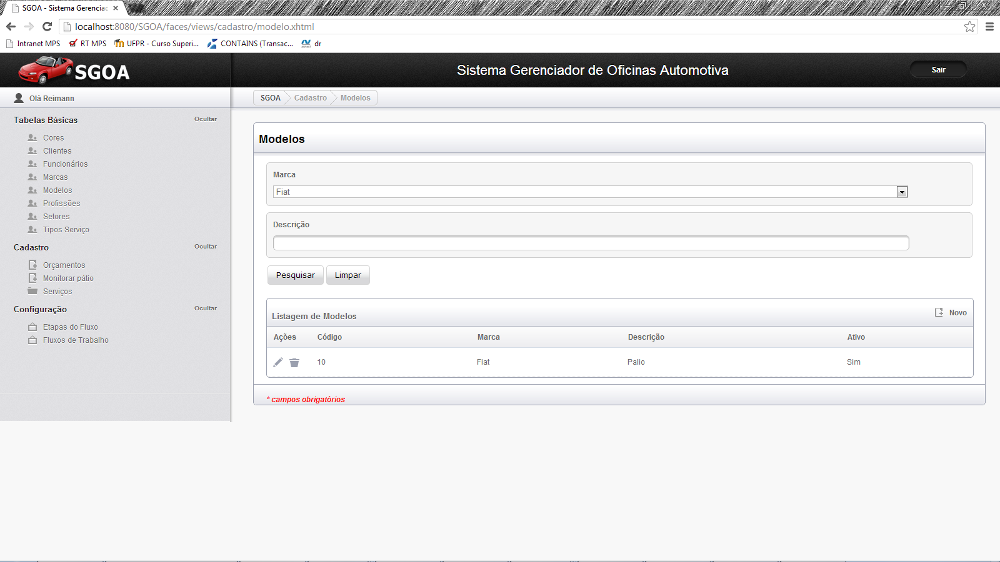 SGOA - Sistema Gerenciac
localhost:8080/SGOA/faces/views/cadastro/modelo.xhtml
Intranet MPS RT MPS UFPR - Curso Superi... CONTAINS (Transac... dr
SGOA Sistema Gerenciador de Oficinas Automotiva Sair
Olá Reimann SGOA Cadastro Modelos
Tabelas Básicas Ocultar
Cores
Clientes
Funcionários
Marcas
Modelos
Profissões
Setores
Tipos Serviço
Cadastro Ocultar
Orçamentos
Monitorar pátio
Serviços
Configuração Ocultar
Etapas do Fluxo
Fluxos de Trabalho
Modelos
Marca
Fiat
Descrição
Pesquisar Limpar
Listagem de Modelos Novo
Ações Código Marca Descrição Ativo
10 Fiat Palio Sim
* campos obrigatórios